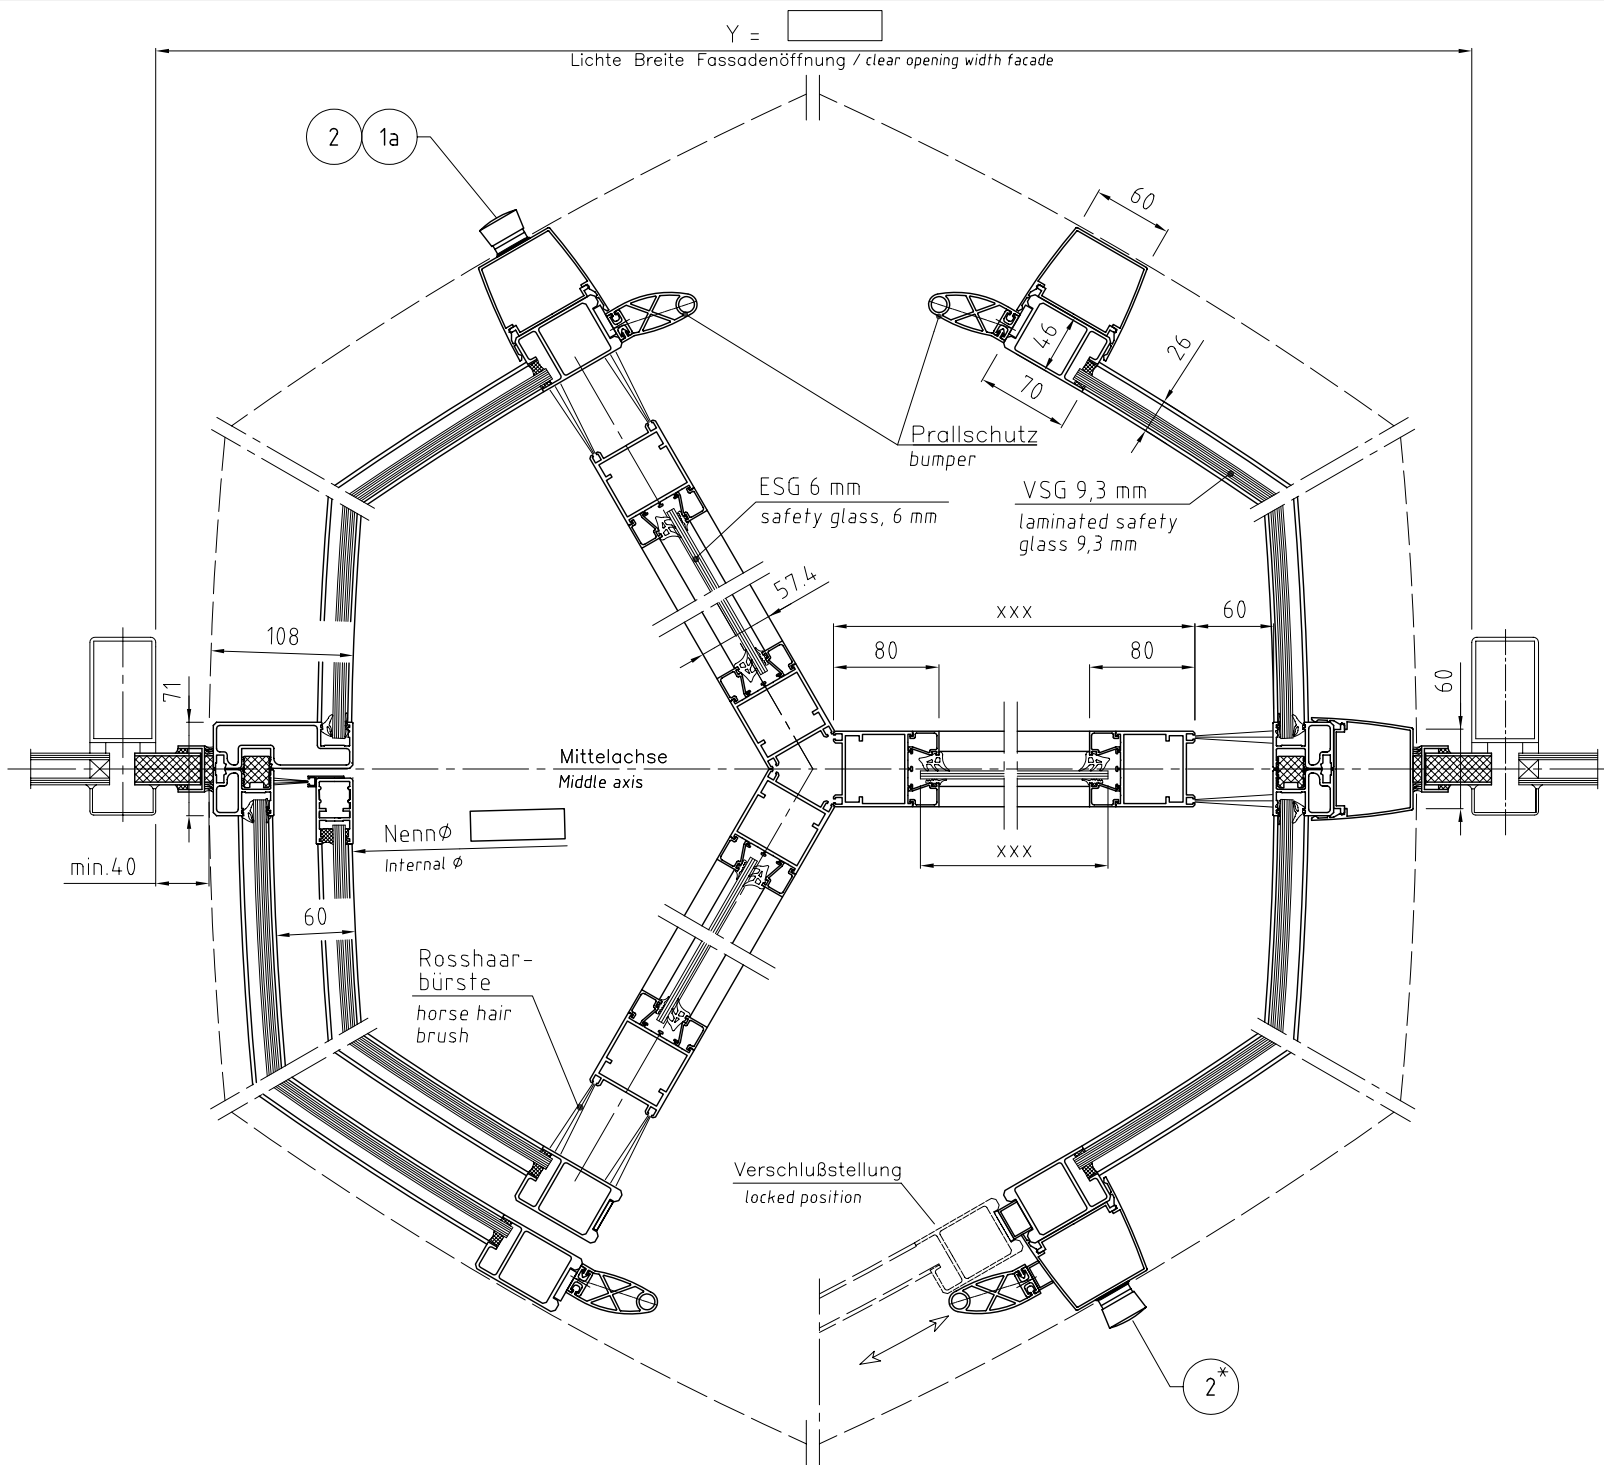 Y =
Lichte Breite Fassadenöffnung / clear opening width facade
2
1a
60
46
26
70
Prallschutz
bumper
ESG 6 mm
safety glass, 6 mm
VSG 9,3 mm
laminated safety
glass 9,3 mm
57.4
xxx
60
108
80
80
71
60
Mittelachse
Middle axis
NennØ
Internal Ø
min.40
xxx
60
Rosshaar-
bürste
horse hair
brush
Verschlußstellung
locked position
2*